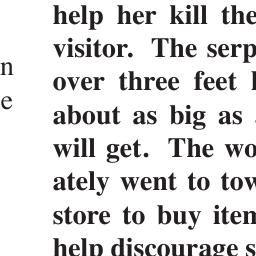 n
e
help her kill the
visitor. The serp
over three feet
about as big as
will get. The wo
ately went to tow
store to buy item
help discourage s